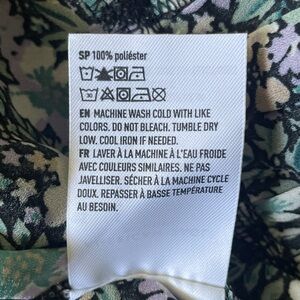 SP 100% poliéster
30
EN MACHINE WASH COLD WITH LIKE
COLORS. DO NOT BLEACH. TUMBLE DRY
LOW. COOL IRON IF NEEDED.
FR LAVER À LA MACHINE À L'EAU FROIDE
AVEC COULEURS SIMILAIRES. NE PAS
JAVELLISER. SÉCHER À LA MACHINE CYCLE
DOUX. REPASSER À BASSE TEMPÉRATURE
AU BESOIN.